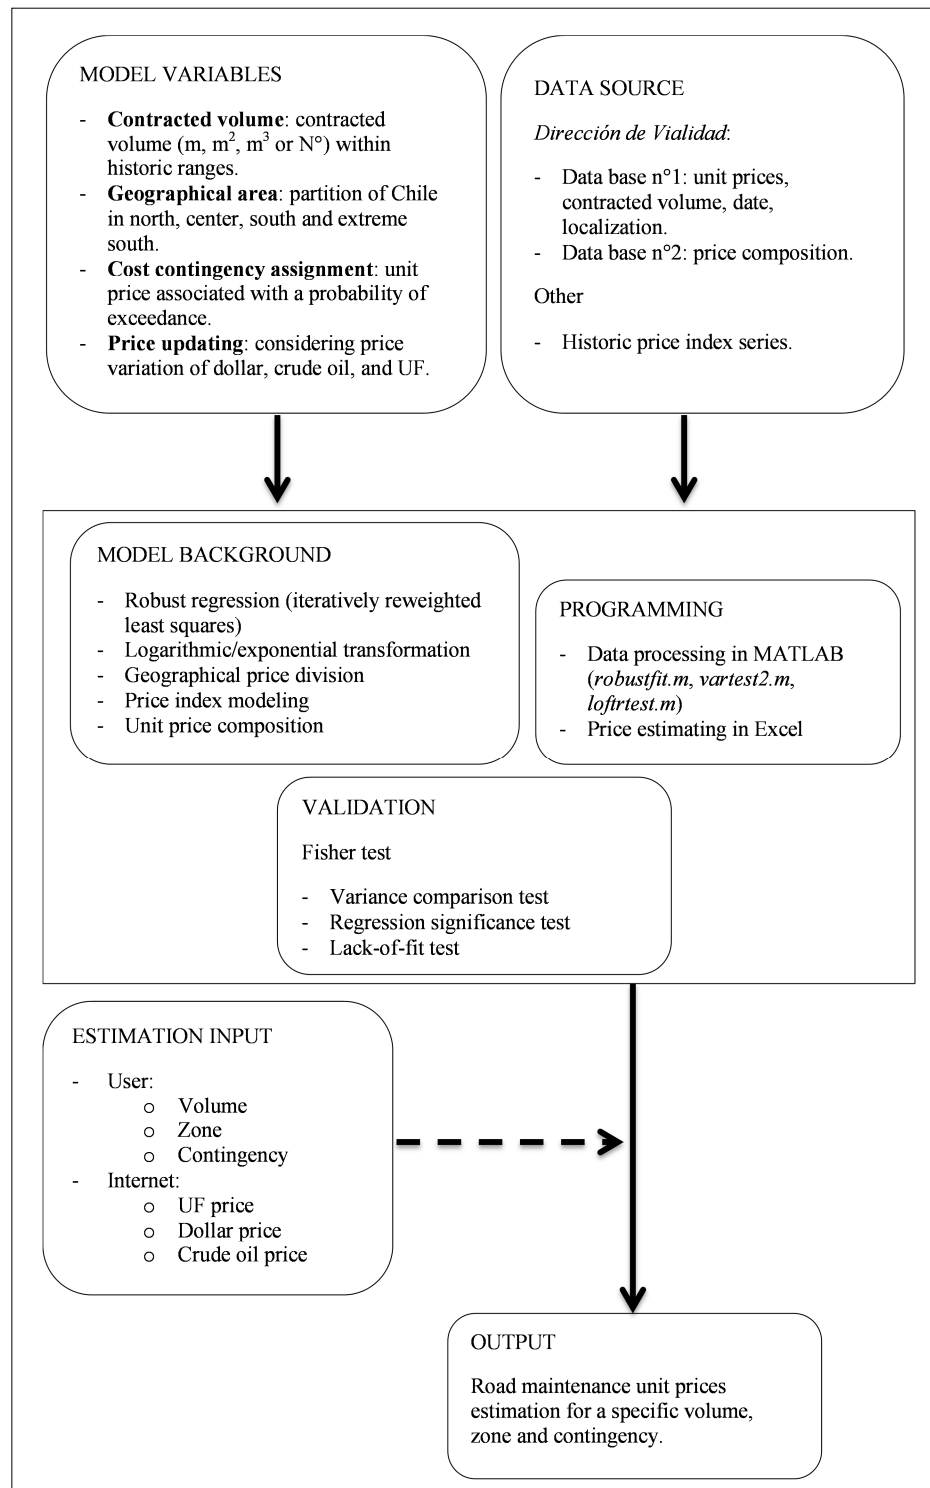 MODEL VARIABLES
- Contracted volume: contracted
volume (m, m², m³ or N°) within
historic ranges.
- Geographical area: partition of Chile
in north, center, south and extreme
south.
- Cost contingency assignment: unit
price associated with a probability of
exceedance.
- Price updating: considering price
variation of dollar, crude oil, and UF.
DATA SOURCE
Dirección de Vialidad:
- Data base n°1: unit prices,
contracted volume, date,
localization.
- Data base n°2: price composition.
Other
- Historic price index series.
MODEL BACKGROUND
- Robust regression (iteratively reweighted
least squares)
- Logarithmic/exponential transformation
- Geographical price division
- Price index modeling
- Unit price composition
PROGRAMMING
- Data processing in MATLAB
(robustfit.m, vartest2.m,
loftrtest.m)
- Price estimating in Excel
VALIDATION
Fisher test
- Variance comparison test
- Regression significance test
- Lack-of-fit test
ESTIMATION INPUT
- User:
o Volume
o Zone
o Contingency
- Internet:
o UF price
o Dollar price
o Crude oil price
OUTPUT
Road maintenance unit prices
estimation for a specific volume,
zone and contingency.